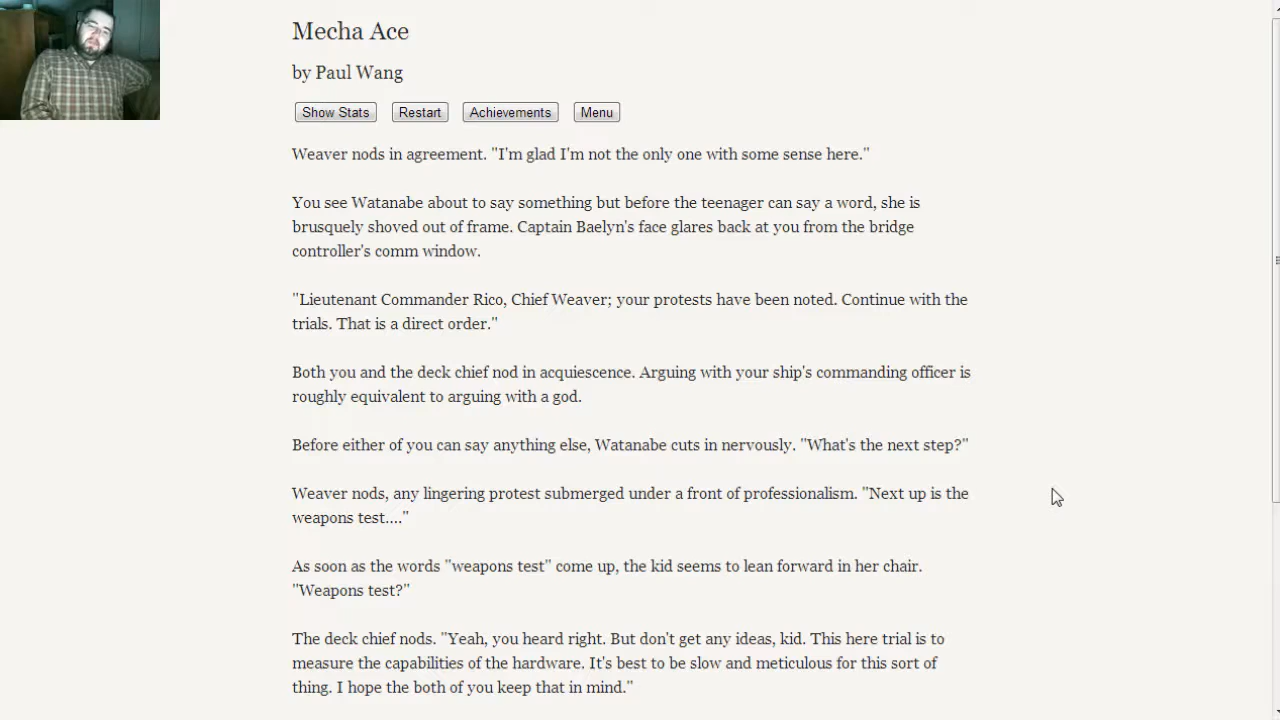 Mecha Ace
by Paul Wang
Show Stats Restart Achievements Menu
Weaver nods in agreement. "I'm glad I'm not the only one with some sense here."
You see Watanabe about to say something but before the teenager can say a word, she is
brusquely shoved out of frame. Captain Baelyn's face glares back at you from the bridge
controller's comm window.
"Lieutenant Commander Rico, Chief Weaver; your protests have been noted. Continue with the
trials. That is a direct order."
Both you and the deck chief nod in acquiescence. Arguing with your ship's commanding officer is
roughly equivalent to arguing with a god.
Before either of you can say anything else, Watanabe cuts in nervously. "What's the next step?"
Weaver nods, any lingering protest submerged under a front of professionalism. "Next up is the
weapons test...."
As soon as the words "weapons test" come up, the kid seems to lean forward in her chair.
"Weapons test?"
The deck chief nods. "Yeah, you heard right. But don't get any ideas, kid. This here trial is to
measure the capabilities of the hardware. It's best to be slow and meticulous for this sort of
thing. I hope the both of you keep that in mind."